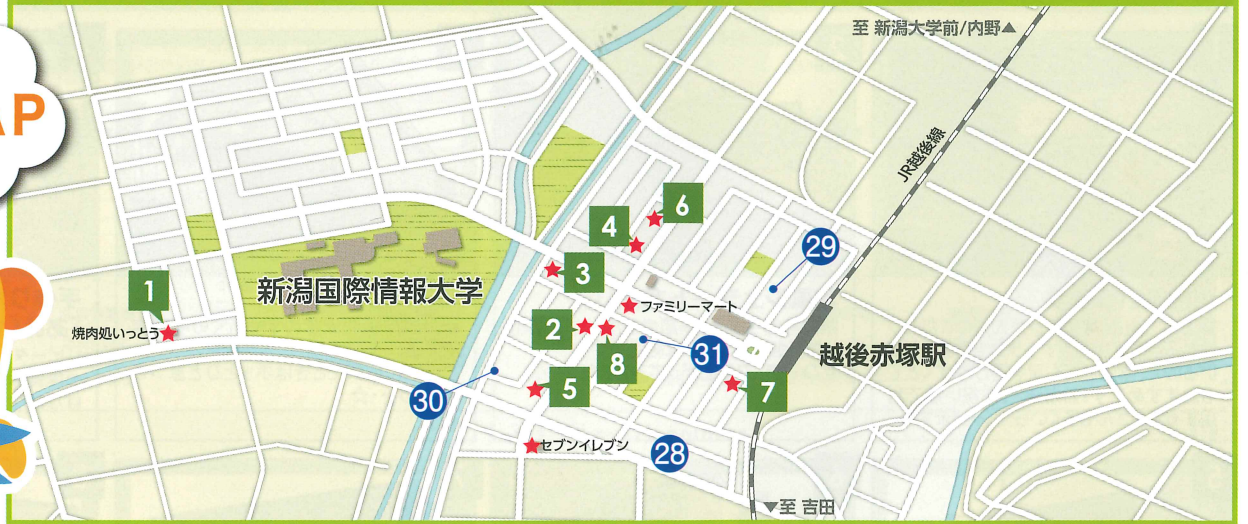 至 新潟大学前/内野▲
AP
JR越後線
6
4
29
3
新潟国際情報大学
1
ファミリーマート
焼肉処いっとう
2
8
31
越後赤塚駅
30
5
7
セブンイレブン
28
▼至 吉田